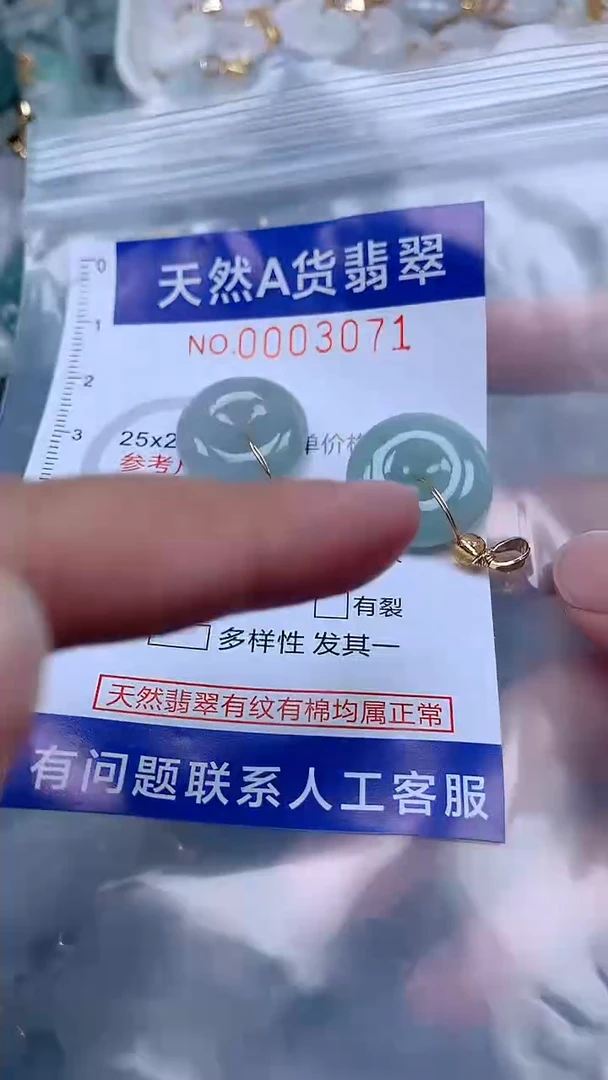 天然A货翡翠
NO.0003071
0
1
2
3
25x2
单价
参考
有裂
多样性 发其一
天然翡翠有纹有棉均属正常
有问题联系人工客服